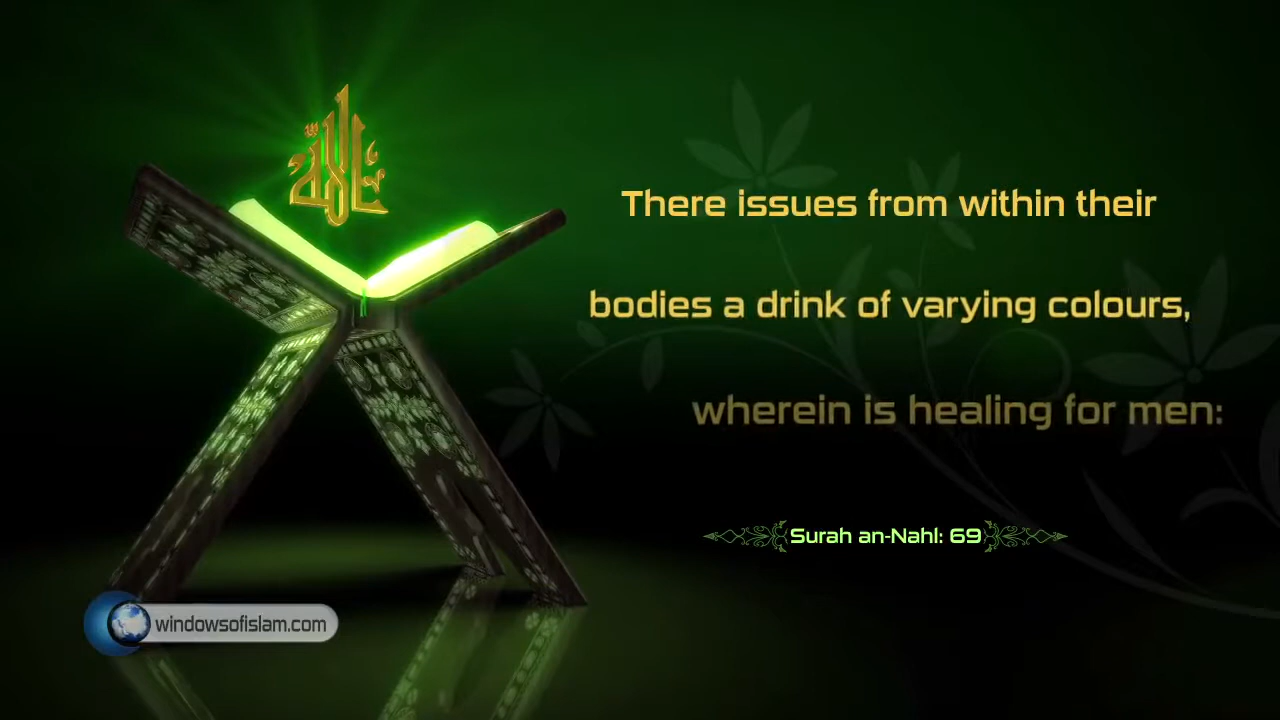 الله
There issues from within their
bodies a drink of varying colours,
wherein is healing for men:
Surah an-Nahl: 69
windowsofislam.com